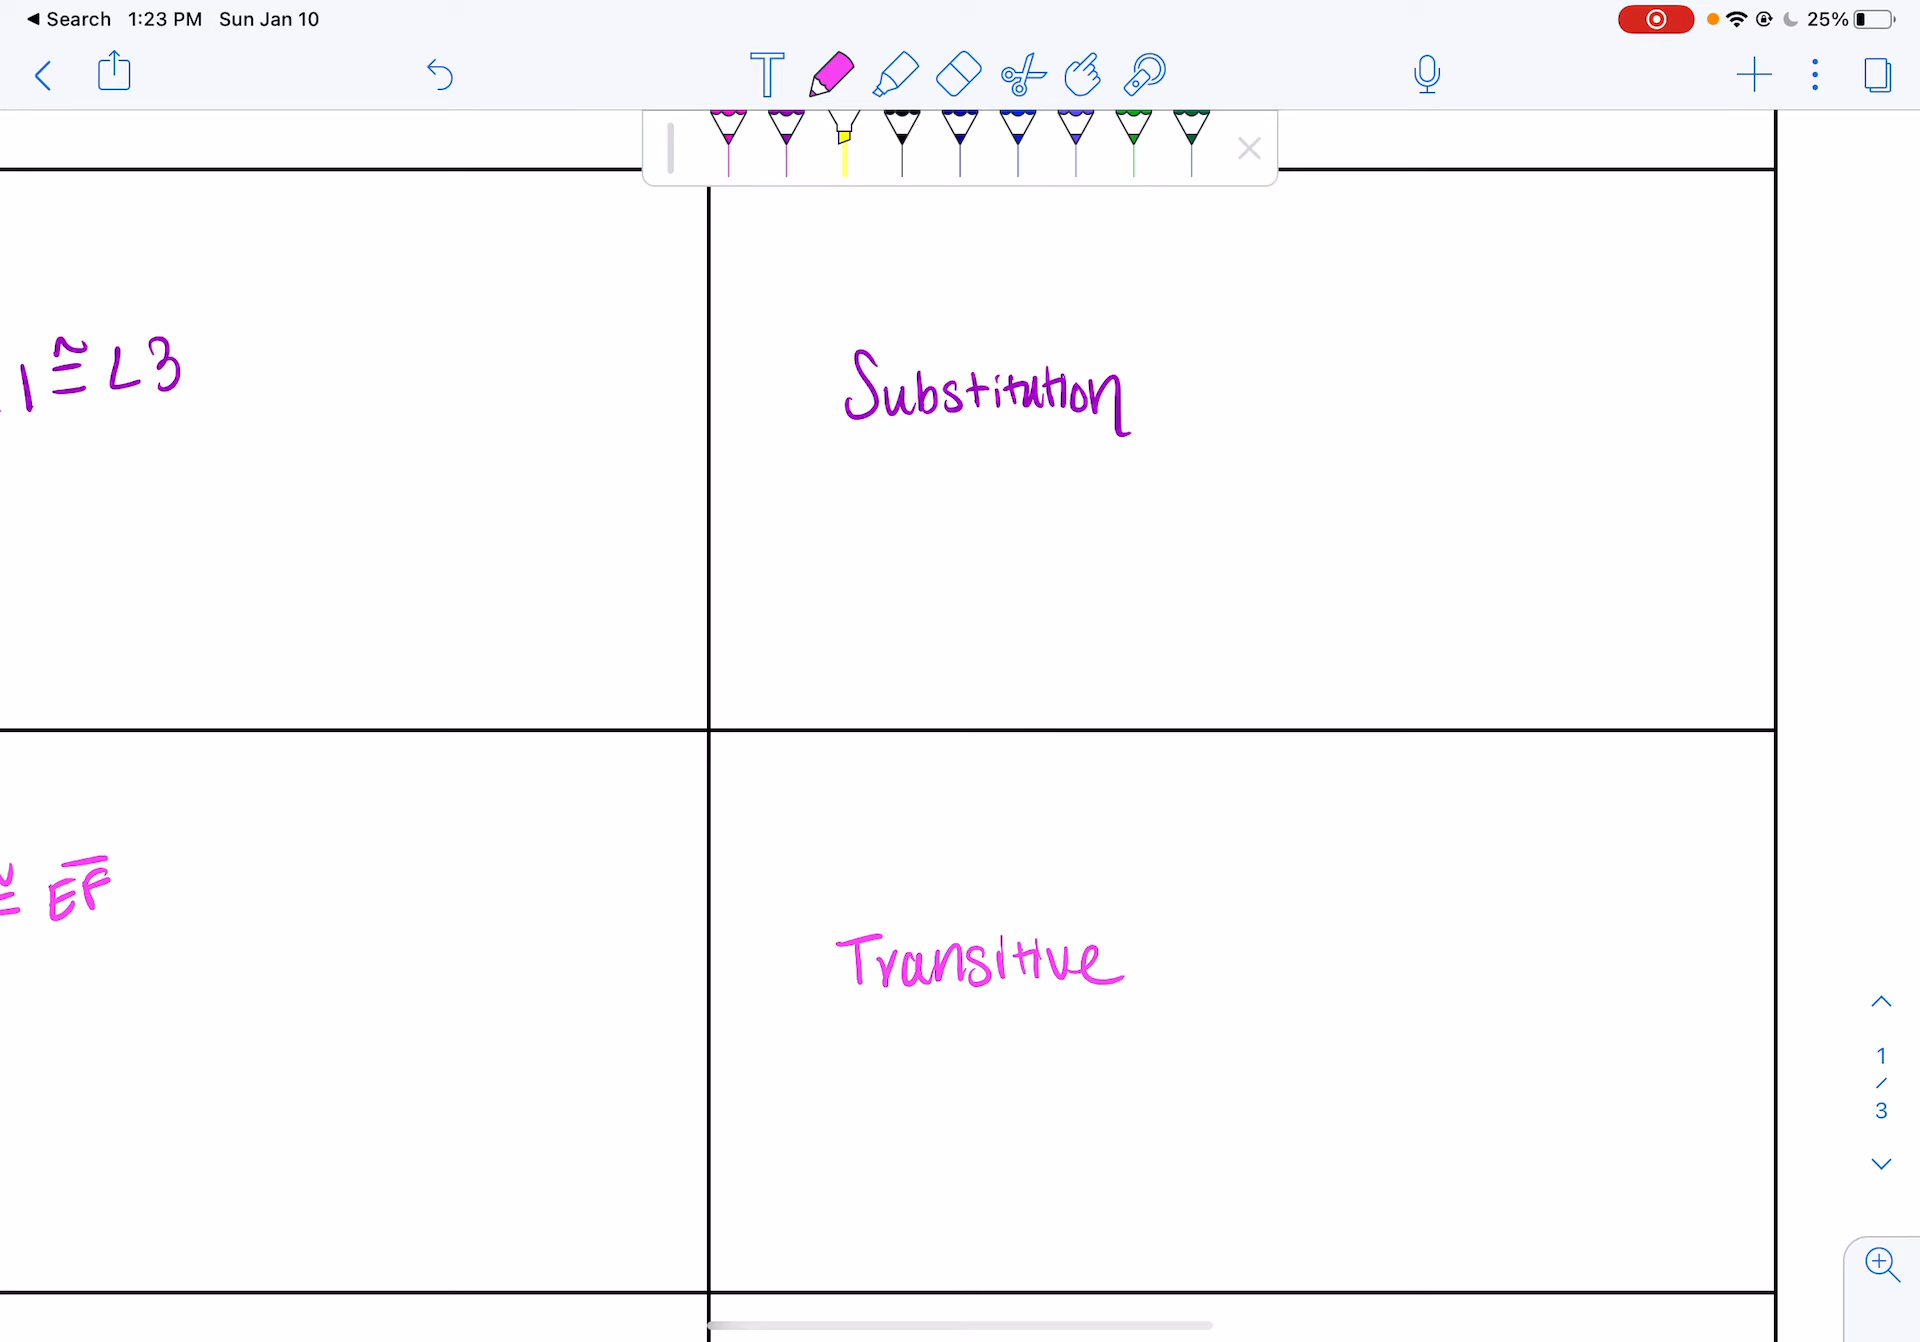 Search 1:23 PM Sun Jan 10 25%
1 ≅ ∠3
Substitution
≅ EF
Transitive
1
/
3